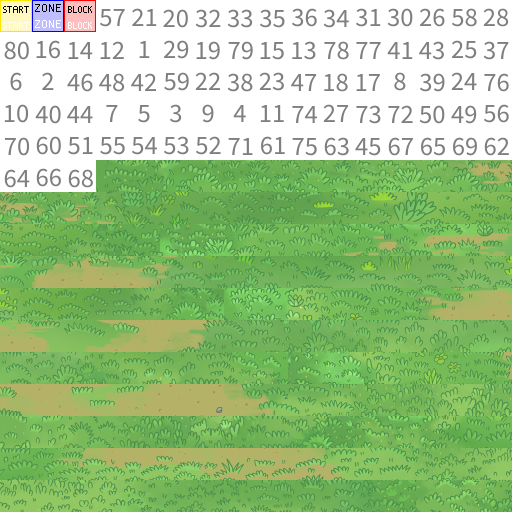 START ZONE BLOCK 57 21 20 32 33 35 36 34 31 30 26 58 28
START ZONE BLOCK
80 16 14 12 1 29 19 79 15 13 78 77 41 43 25 37
6 2 46 48 42 59 22 38 23 47 18 17 8 39 24 76
10 40 44 7 5 3 9 4 11 74 27 73 72 50 49 56
70 60 51 55 54 53 52 71 61 75 63 45 67 65 69 62
64 66 68